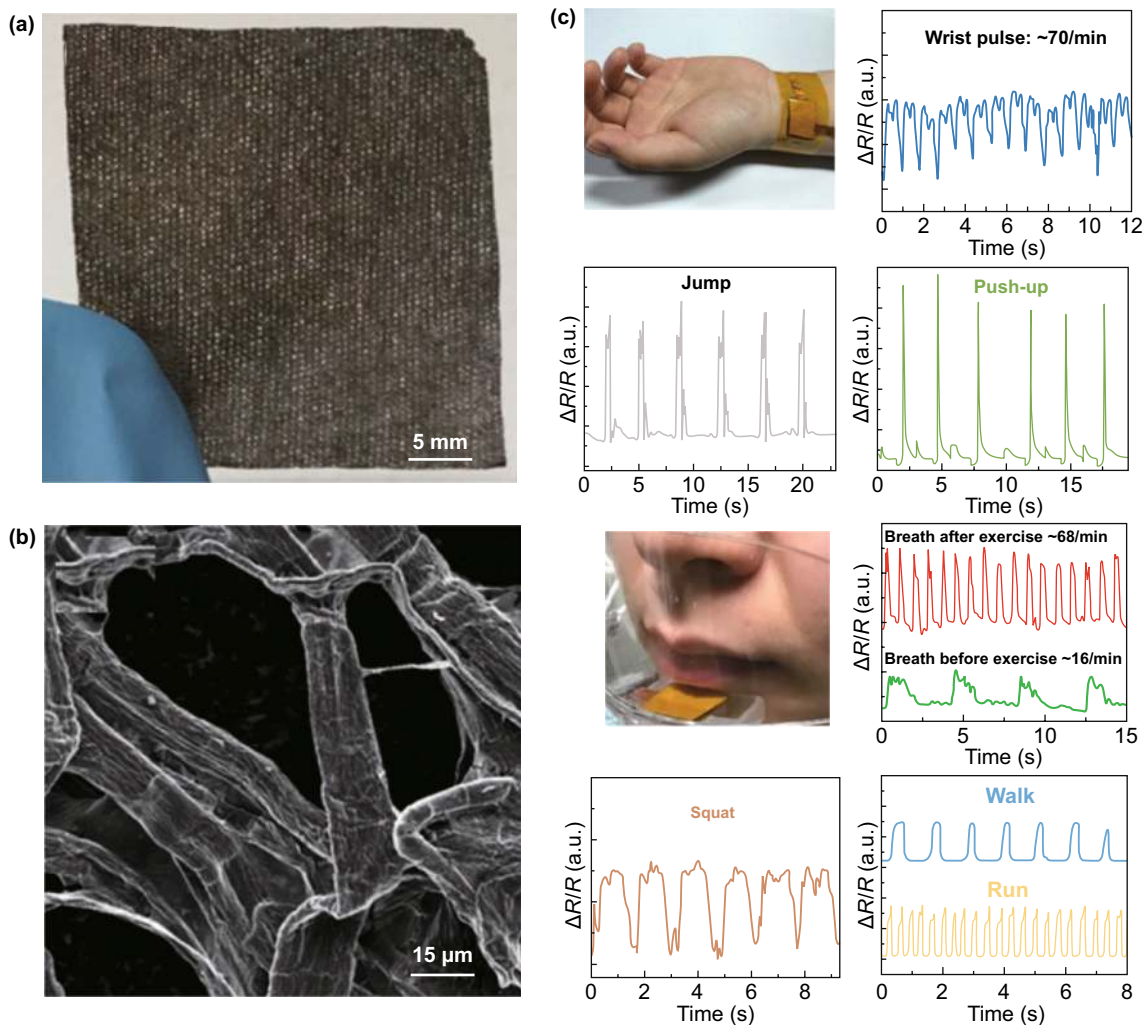 (a)
5 mm
(b)
15 µm
(c)
Wrist pulse: ~70/min
ΔR/R (a.u.)
0 2 4 6 8 10 12
Time (s)
Jump
ΔR/R (a.u.)
0 5 10 15 20
Time (s)
Push-up
ΔR/R (a.u.)
0 5 10 15
Time (s)
Breath after exercise ~68/min
Breath before exercise ~16/min
ΔR/R (a.u.)
0 5 10 15
Time (s)
Squat
ΔR/R (a.u.)
0 2 4 6 8
Time (s)
Walk
Run
ΔR/R (a.u.)
0 2 4 6 8
Time (s)